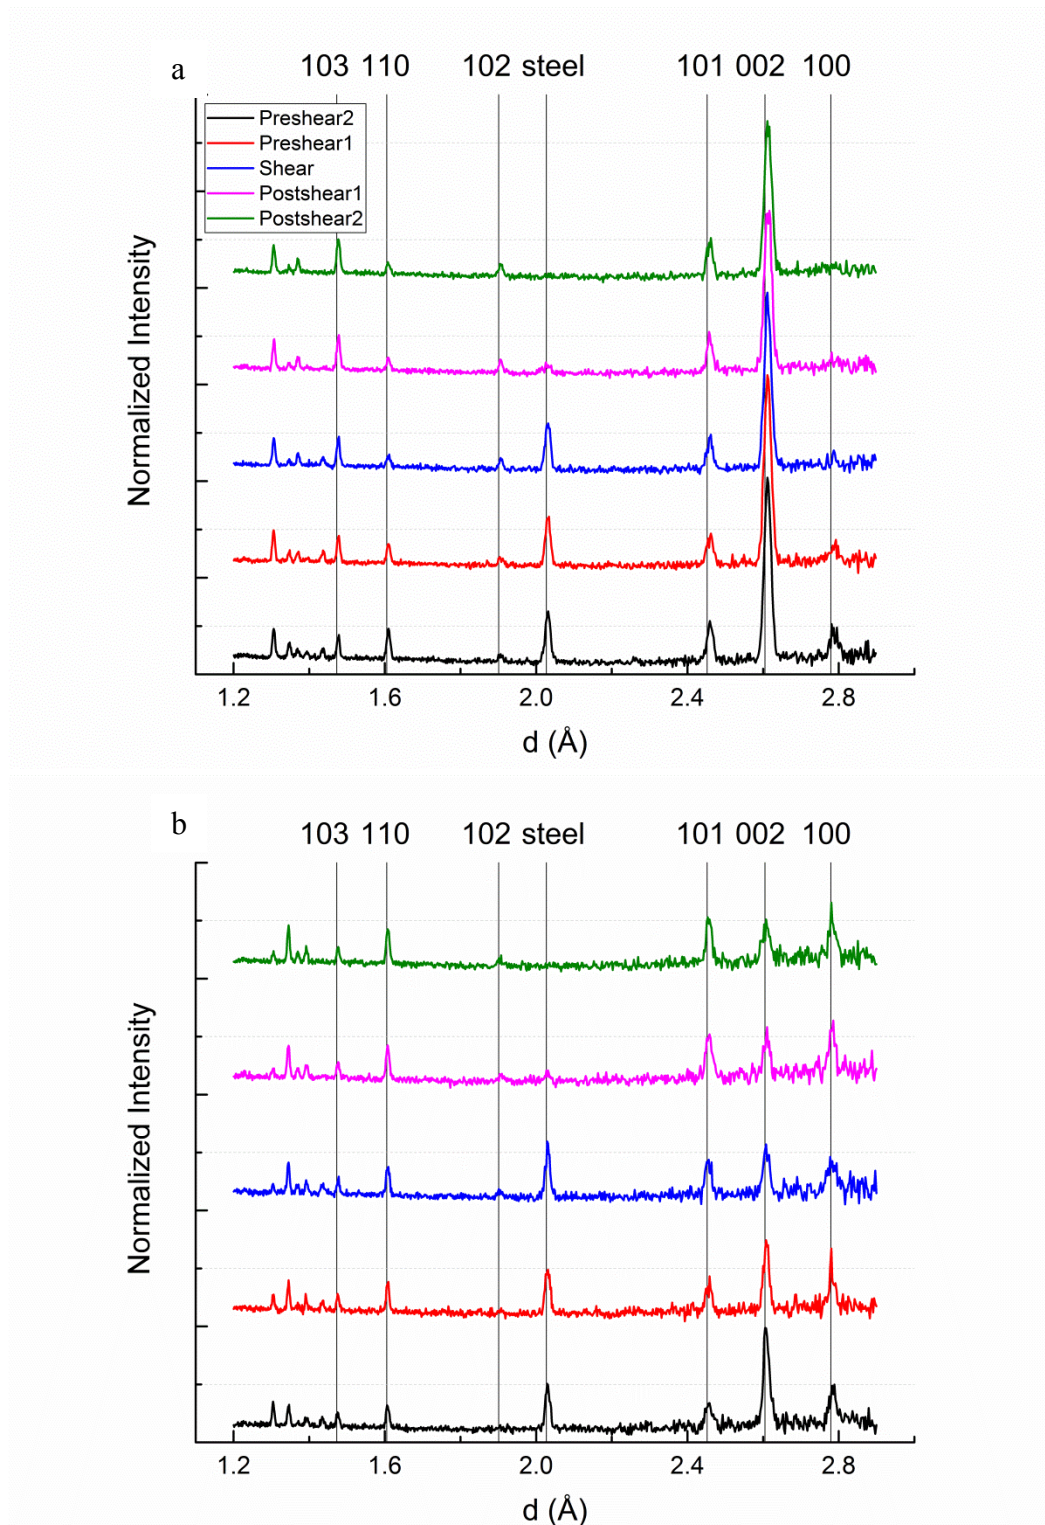 a
103 110 102 steel 101 002 100
Preshear2
Preshear1
Shear
Postshear1
Postshear2
Normalized Intensity
1.2 1.6 2.0 2.4 2.8
d (Å)
b
103 110 102 steel 101 002 100
Normalized Intensity
1.2 1.6 2.0 2.4 2.8
d (Å)